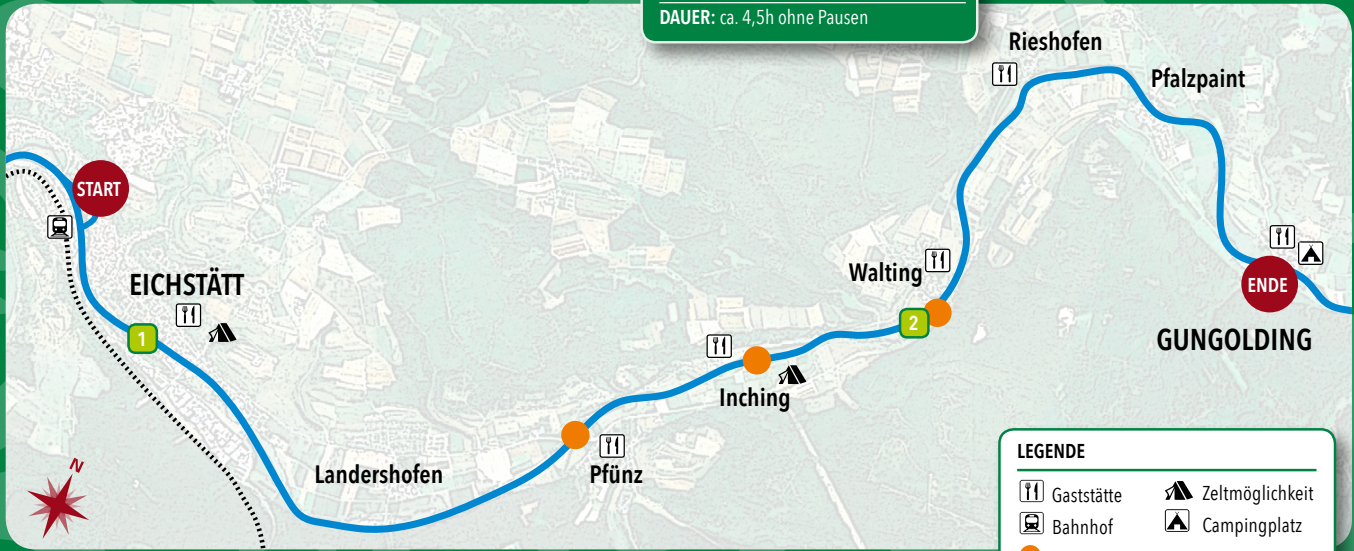 DAUER: ca. 4,5h ohne Pausen
Rieshofen
Pfalzpaint
START
EICHSTÄTT
1
Walting
2
ENDE
GUNGOLDING
Inching
Landershofen
Pfünz
N
LEGENDE
Gaststätte
Zeltmöglichkeit
Bahnhof
Campingplatz